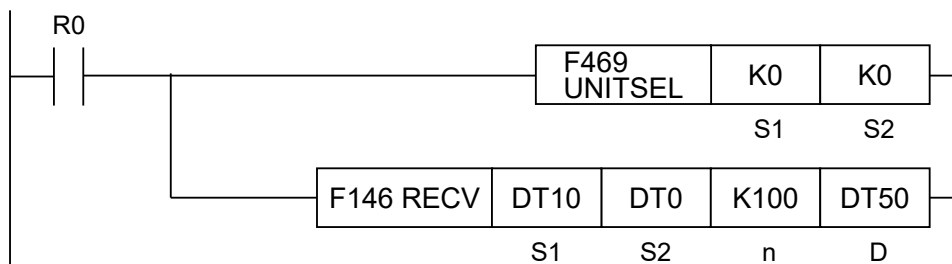 R0
F469 UNITSEL K0 K0
S1 S2
F146 RECV DT10 DT0 K100 DT50
S1 S2 n D